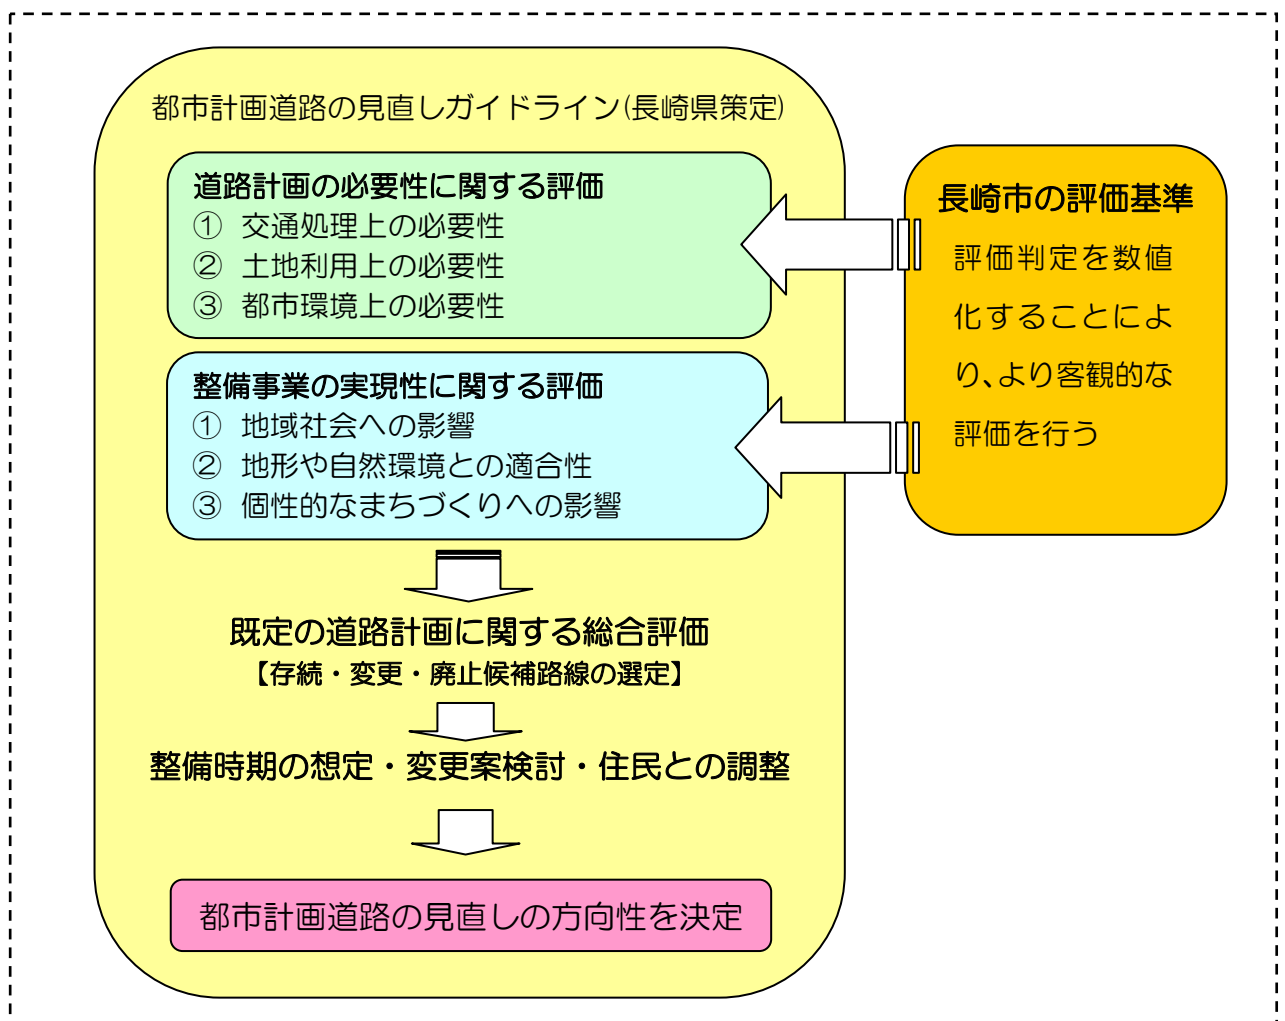 都市計画道路の見直しガイドライン(長崎県策定)
道路計画の必要性に関する評価
① 交通処理上の必要性
② 土地利用上の必要性
③ 都市環境上の必要性
整備事業の実現性に関する評価
① 地域社会への影響
② 地形や自然環境との適合性
③ 個性的なまちづくりへの影響
既定の道路計画に関する総合評価
【存続・変更・廃止候補路線の選定】
整備時期の想定・変更案検討・住民との調整
都市計画道路の見直しの方向性を決定
長崎市の評価基準
評価判定を数値
化することによ
り、より客観的な
評価を行う